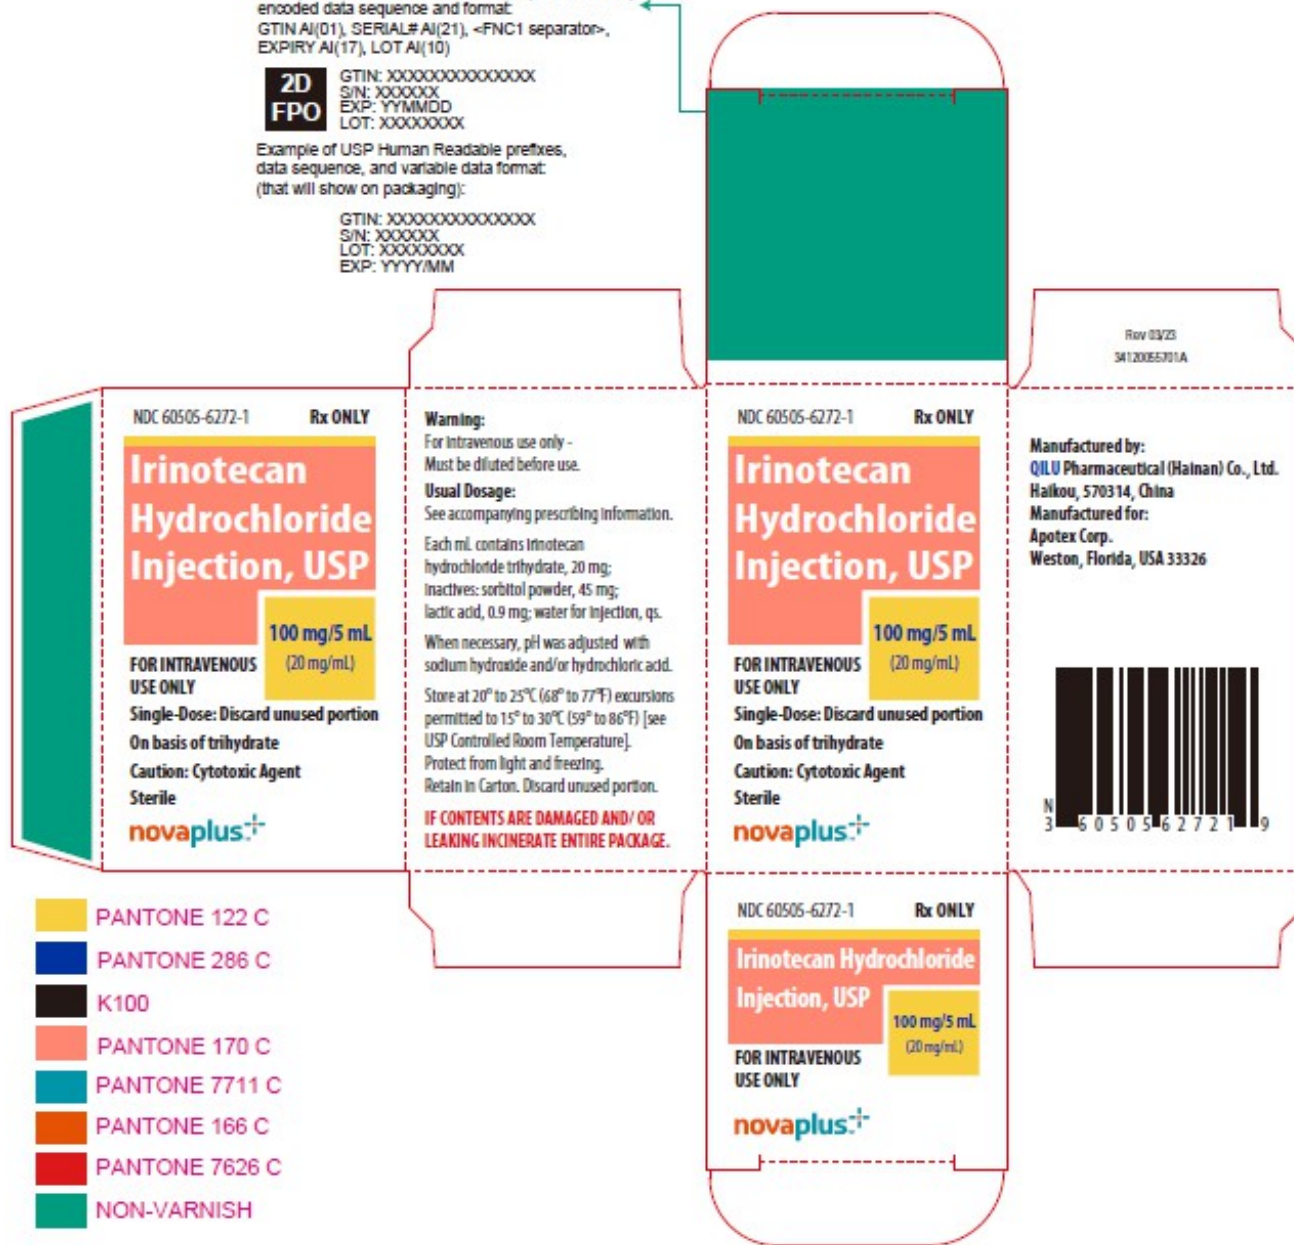 encoded data sequence and format:
GTIN AI(01), SERIAL# AI(21), <FNC1 separator>,
EXPIRY AI(17), LOT AI(10)
2D
FPO
GTIN: XXXXXXXXXXXXXX
S/N: XXXXXX
EXP: YYMMDD
LOT: XXXXXXXX
Example of USP Human Readable prefixes,
data sequence, and variable data format:
(that will show on packaging):
GTIN: XXXXXXXXXXXXXX
S/N: XXXXXX
LOT: XXXXXXXX
EXP: YYYY/MM
Rev 03/23
34120055701A
NDC 60505-6272-1 Rx ONLY
Irinotecan
Hydrochloride
Injection, USP
100 mg/5 mL
(20 mg/mL)
FOR INTRAVENOUS
USE ONLY
Single-Dose: Discard unused portion
On basis of trihydrate
Caution: Cytotoxic Agent
Sterile
novaplus
Warning:
For intravenous use only -
Must be diluted before use.
Usual Dosage:
See accompanying prescribing information.
Each mL contains irinotecan
hydrochloride trihydrate, 20 mg;
inactives: sorbitol powder, 45 mg;
lactic acid, 0.9 mg; water for injection, qs.
When necessary, pH was adjusted with
sodium hydroxide and/or hydrochloric acid.
Store at 20° to 25°C (68° to 77°F) excursions
permitted to 15° to 30°C (59° to 86°F) [see
USP Controlled Room Temperature].
Protect from light and freezing.
Retain in Carton. Discard unused portion.
IF CONTENTS ARE DAMAGED AND/ OR
LEAKING INCINERATE ENTIRE PACKAGE.
NDC 60505-6272-1 Rx ONLY
Irinotecan
Hydrochloride
Injection, USP
100 mg/5 mL
(20 mg/mL)
FOR INTRAVENOUS
USE ONLY
Single-Dose: Discard unused portion
On basis of trihydrate
Caution: Cytotoxic Agent
Sterile
novaplus
Manufactured by:
QILU Pharmaceutical (Hainan) Co., Ltd.
Haikou, 570314, China
Manufactured for:
Apotex Corp.
Weston, Florida, USA 33326
N
3 60505 62721 9
PANTONE 122 C
PANTONE 286 C
K100
PANTONE 170 C
PANTONE 7711 C
PANTONE 166 C
PANTONE 7626 C
NON-VARNISH
NDC 60505-6272-1 Rx ONLY
Irinotecan Hydrochloride
Injection, USP
100 mg/5 mL
(20 mg/mL)
FOR INTRAVENOUS
USE ONLY
novaplus